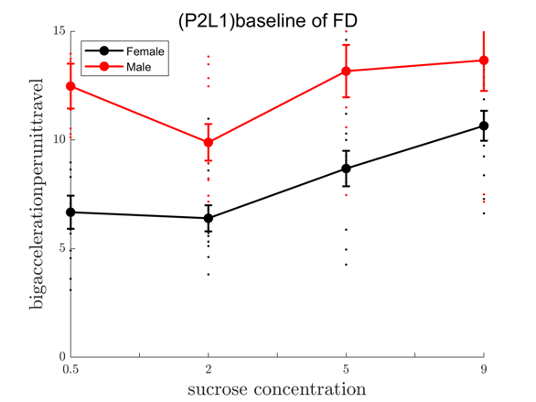 (P2L1)baseline of FD
Female
Male
15
10
5
0
0.5
2
5
9
bigaccelerationperunittravel
sucrose concentration